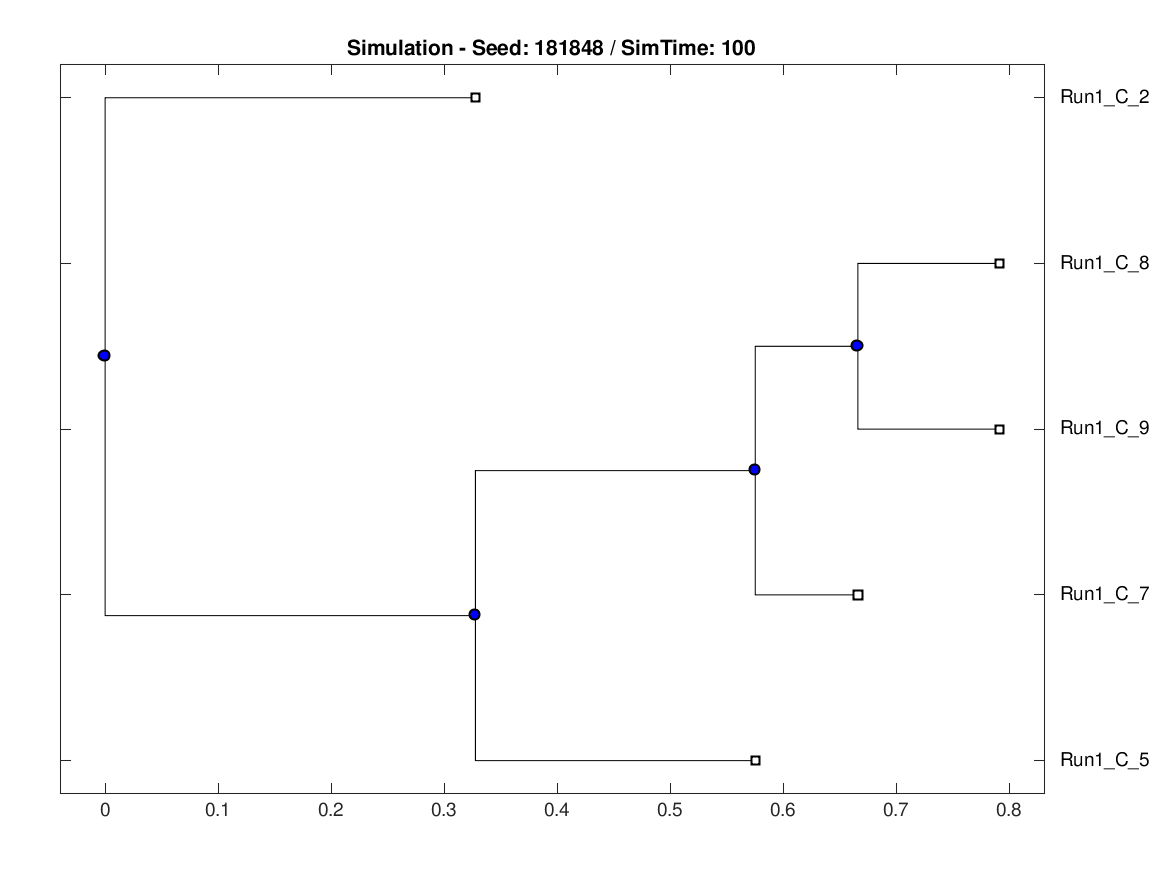 Simulation - Seed: 181848 / SimTime: 100
Run1_C_2
Run1_C_8
Run1_C_9
Run1_C_7
Run1_C_5
0 0.1 0.2 0.3 0.4 0.5 0.6 0.7 0.8